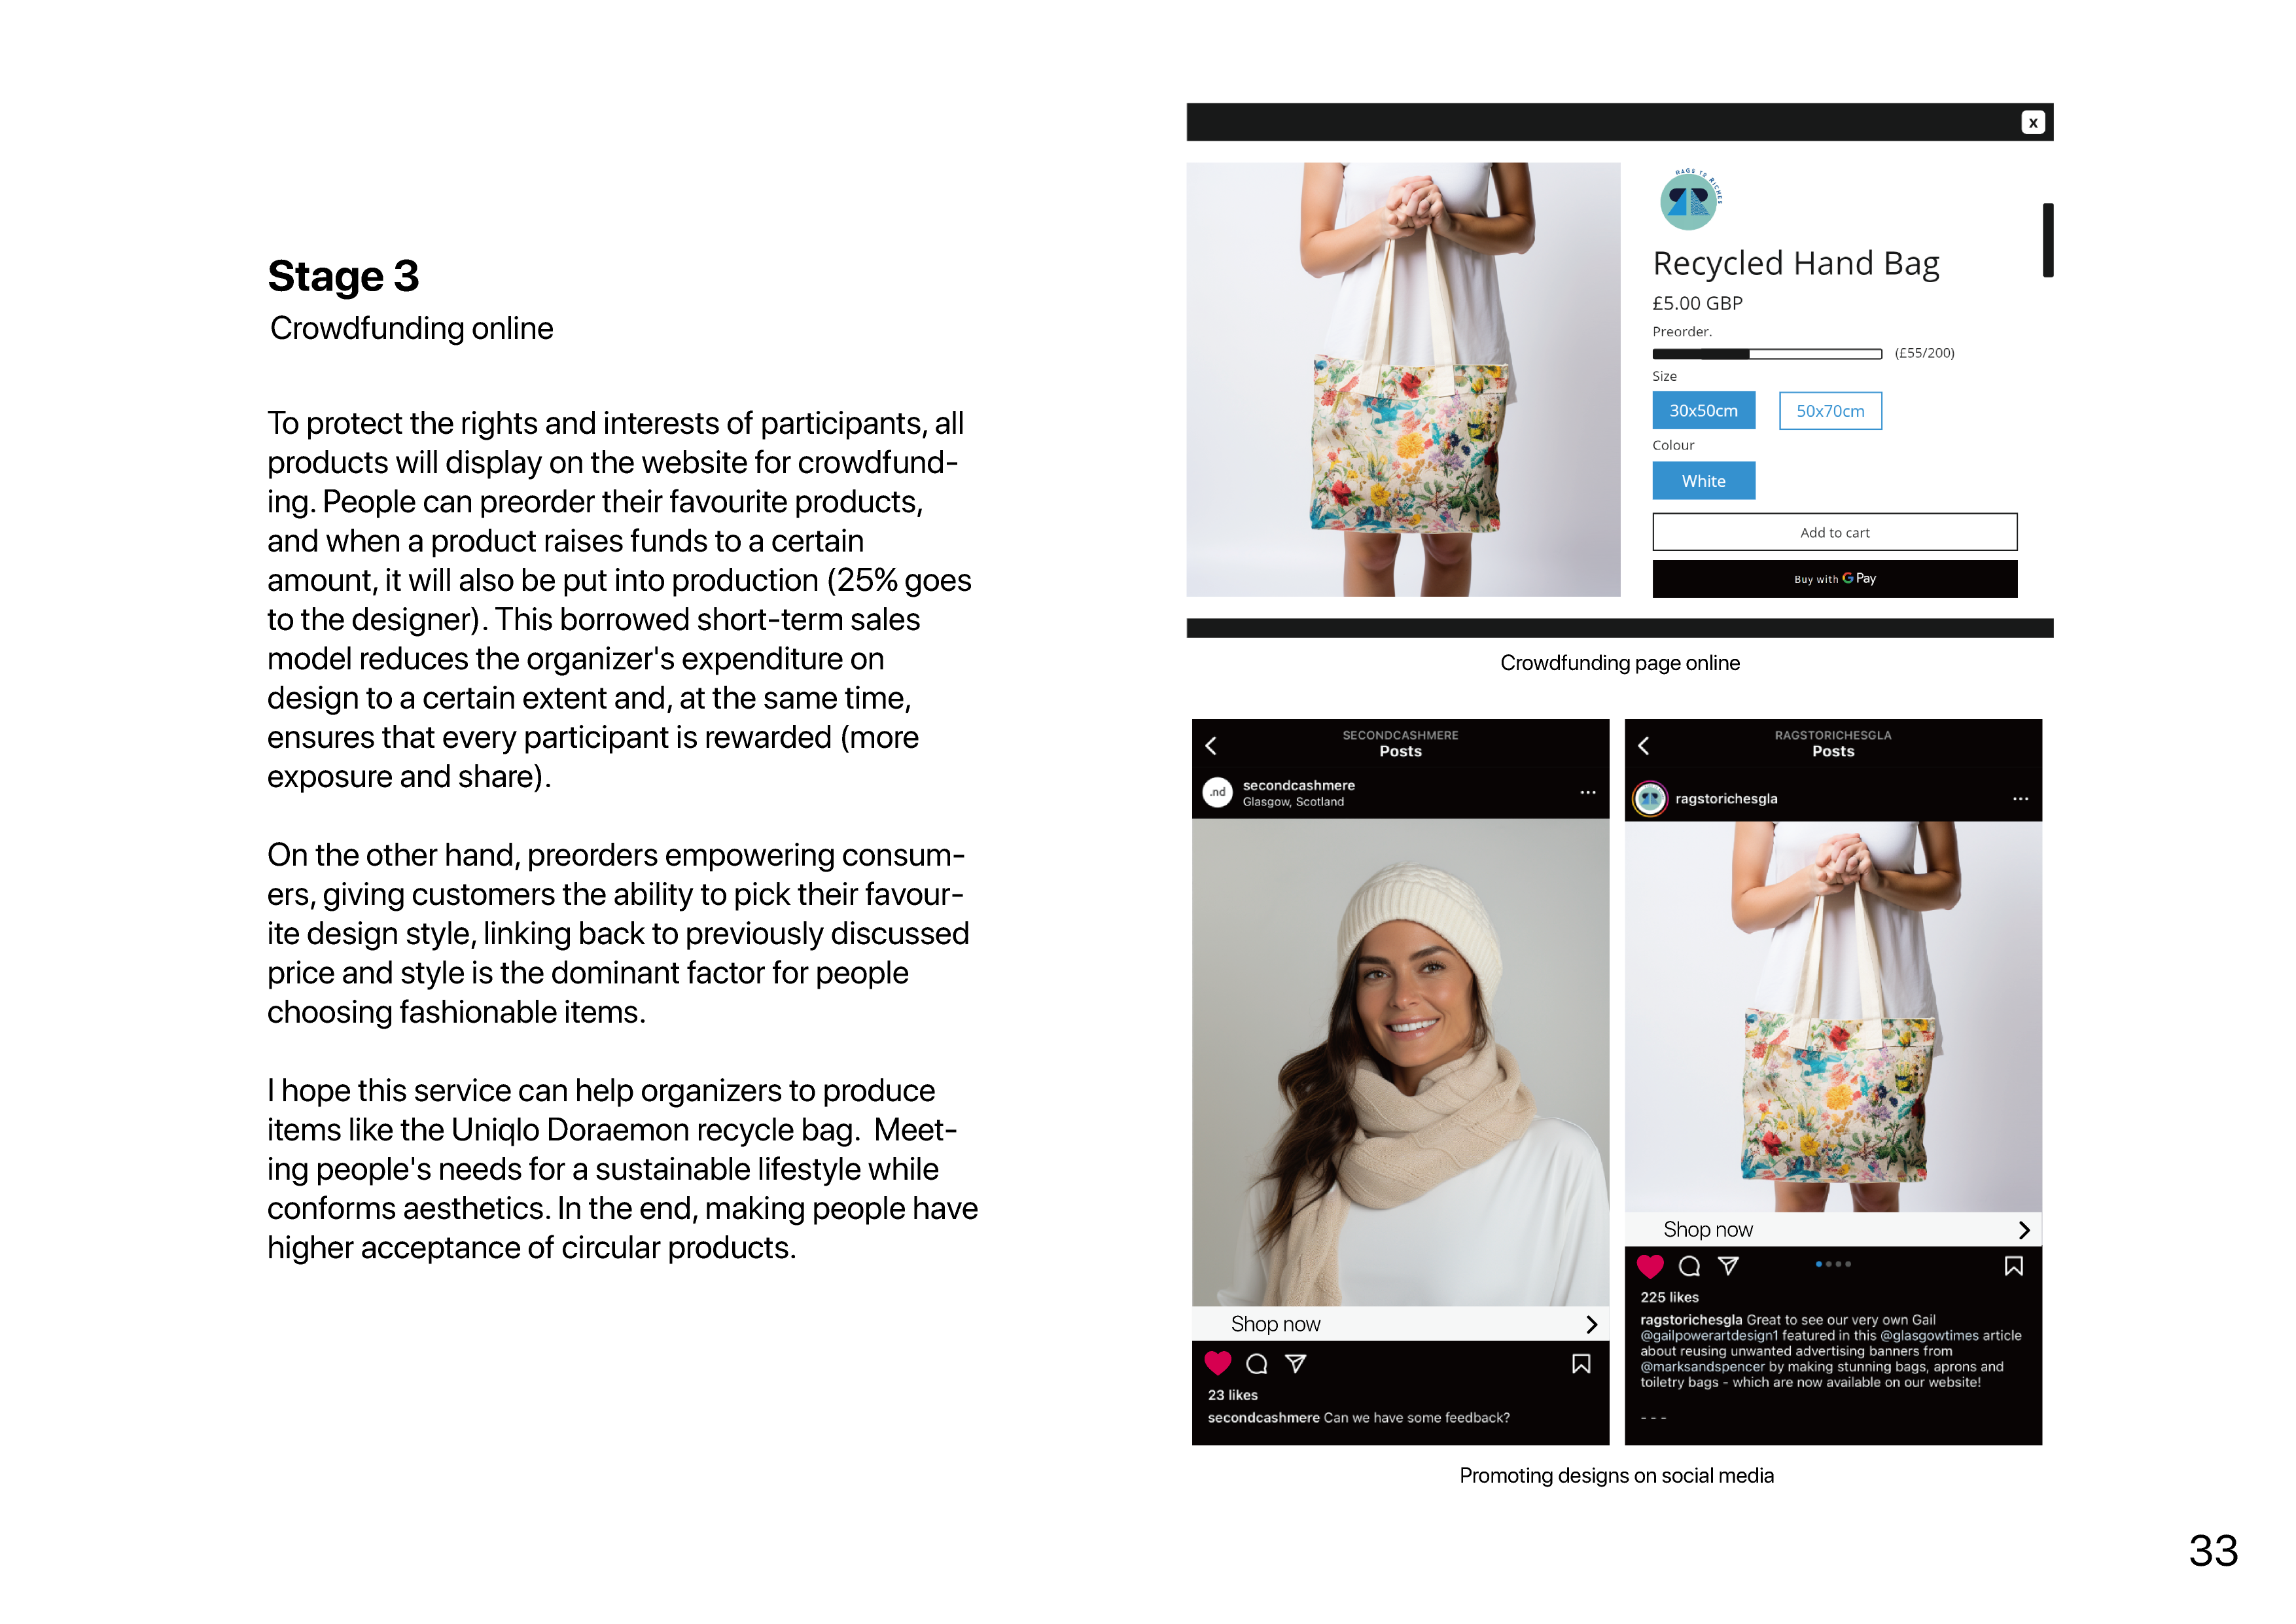 Stage 3
Crowdfunding online
To protect the rights and interests of participants, all
products will display on the website for crowdfund-
ing. People can preorder their favourite products,
and when a product raises funds to a certain
amount, it will also be put into production (25% goes
to the designer). This borrowed short-term sales
model reduces the organizer's expenditure on
design to a certain extent and, at the same time,
ensures that every participant is rewarded (more
exposure and share).
On the other hand, preorders empowering consum-
ers, giving customers the ability to pick their favour-
ite design style, linking back to previously discussed
price and style is the dominant factor for people
choosing fashionable items.
I hope this service can help organizers to produce
items like the Uniqlo Doraemon recycle bag.  Meet-
ing people's needs for a sustainable lifestyle while
conforms aesthetics. In the end, making people have
higher acceptance of circular products.
x
RAGS TO RICHES
Recycled Hand Bag
£5.00 GBP
Preorder.
(£55/200)
Size
30x50cm
50x70cm
Colour
White
Add to cart
Buy with G Pay
Crowdfunding page online
SECONDCASHMERE
Posts
.nd
secondcashmere
Glasgow, Scotland
Shop now
23 likes
secondcashmere Can we have some feedback?
RAGSTORICHESGLA
Posts
ragstorichesgla
Shop now
225 likes
ragstorichesgla Great to see our very own Gail
@gailpowerartdesign1 featured in this @glasgowtimes article
about reusing unwanted advertising banners from
@marksandspencer by making stunning bags, aprons and
toiletry bags - which are now available on our website!
- - -
Promoting designs on social media
33